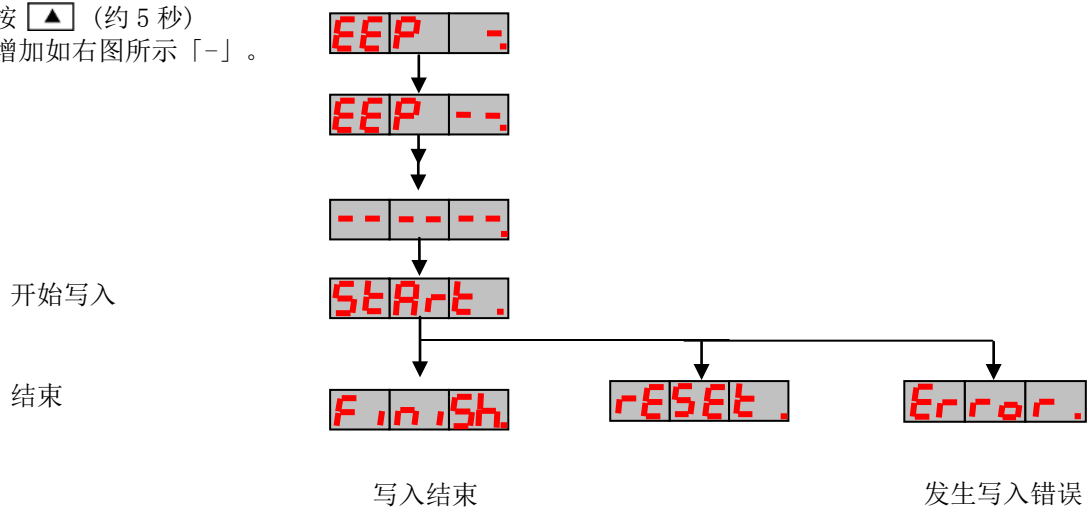 按 ▲ (约 5 秒)
增加如右图所示「-」。
EEP -.
EEP --.
------.
开始写入
StArt .
结束
FiniSh.
rESEt .
Error .
写入结束
发生写入错误